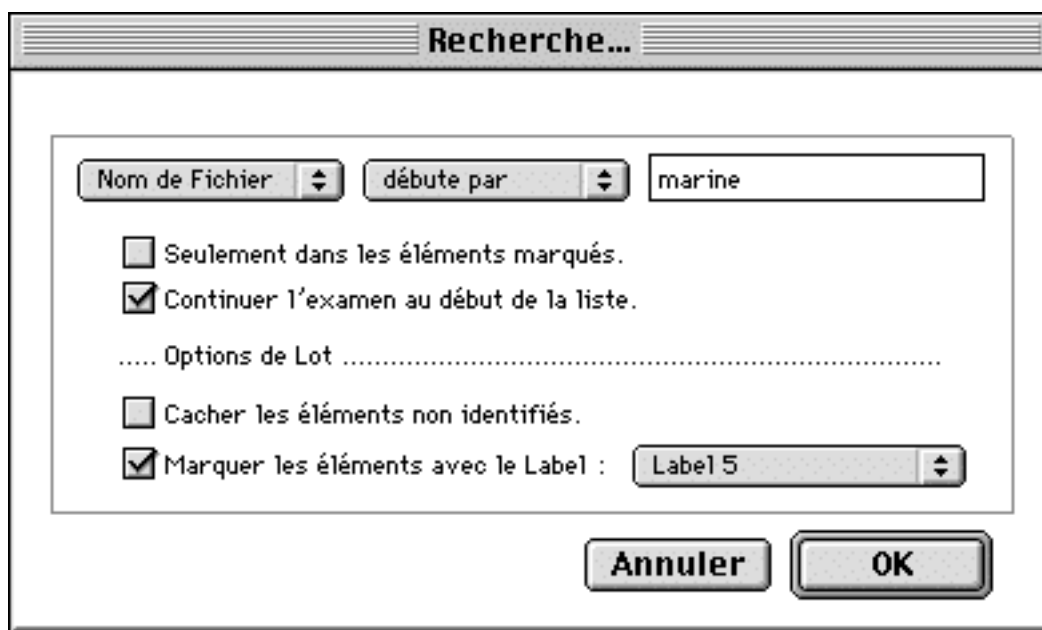 Recherche...
Nom de Fichier débute par marine
Seulement dans les éléments marqués.
Continuer l'examen au début de la liste.
..... Options de Lot .....................................................................
Cacher les éléments non identifiés.
Marquer les éléments avec le Label : Label 5
Annuler OK